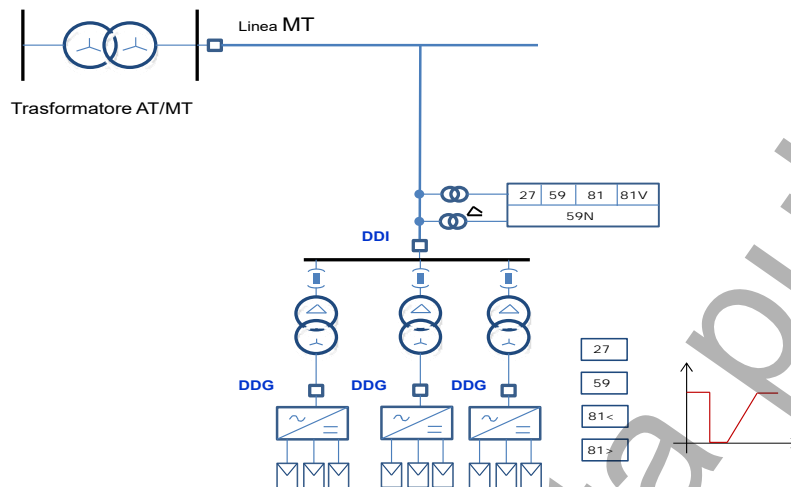 Linea MT
Trasformatore AT/MT
27 59 81 81V
59N
DDI
27
DDG DDG DDG
59
81<
81>